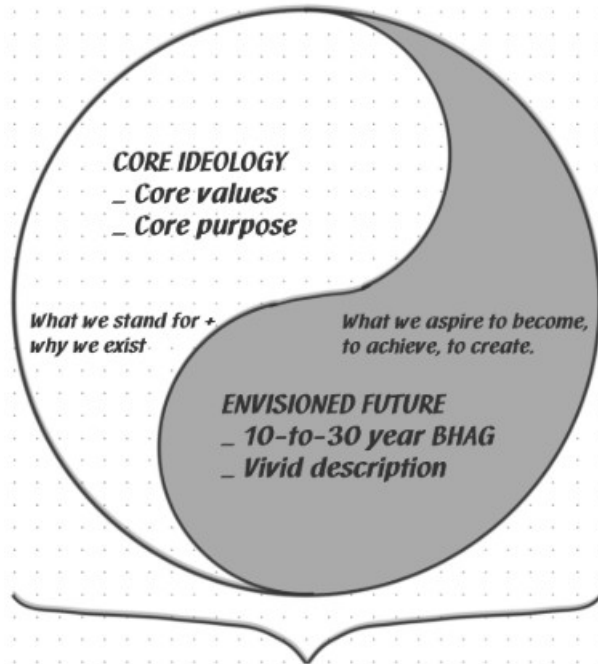 CORE IDEOLOGY
_ Core values
_ Core purpose
What we stand for +
why we exist
What we aspire to become,
to achieve, to create.
ENVISIONED FUTURE
_ 10-to-30 year BHAG
_ Vivid description